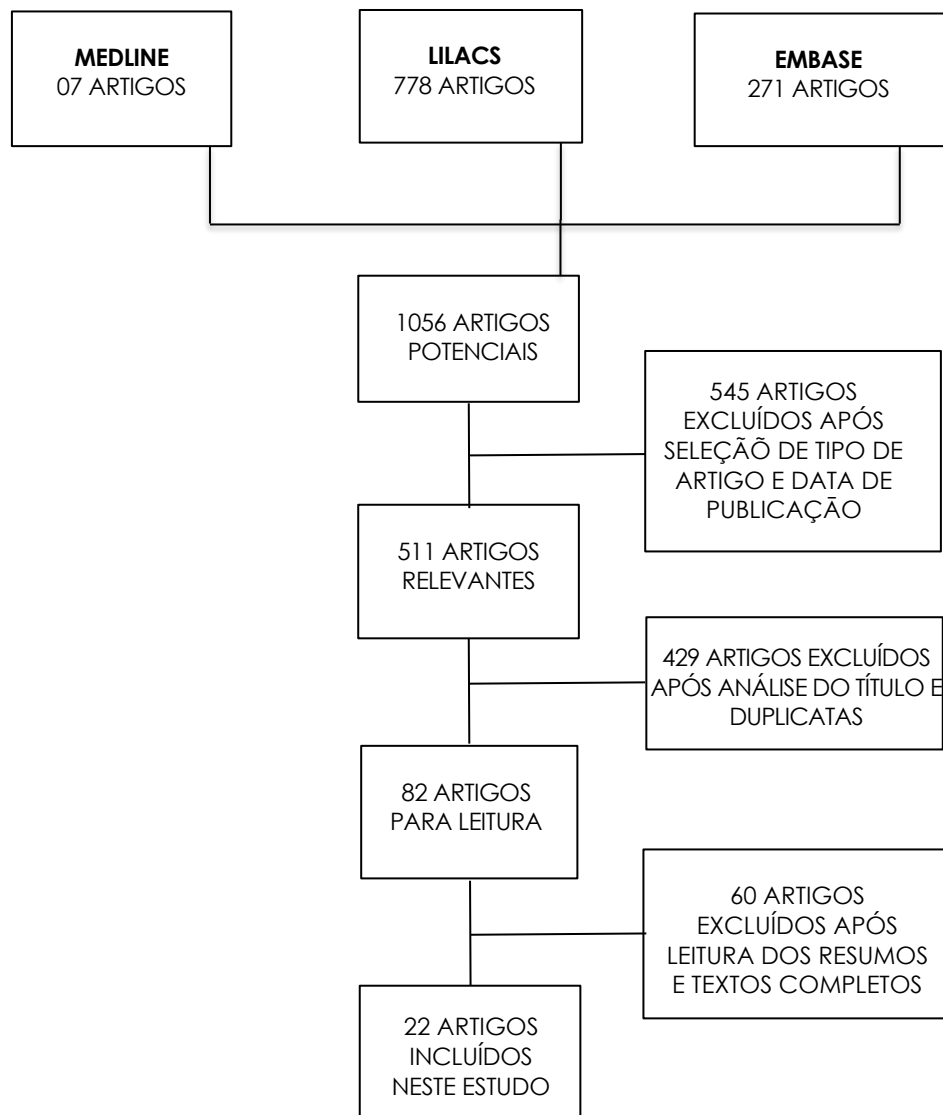 MEDLINE
07 ARTIGOS
LILACS
778 ARTIGOS
EMBASE
271 ARTIGOS
1056 ARTIGOS
POTENCIAIS
545 ARTIGOS
EXCLUÍDOS APÓS
SELEÇÃÕ DE TIPO DE
ARTIGO E DATA DE
PUBLICAÇÃO
511 ARTIGOS
RELEVANTES
429 ARTIGOS EXCLUÍDOS
APÓS ANÁLISE DO TÍTULO E
DUPLICATAS
82 ARTIGOS
PARA LEITURA
60 ARTIGOS
EXCLUÍDOS APÓS
LEITURA DOS RESUMOS
E TEXTOS COMPLETOS
22 ARTIGOS
INCLUÍDOS
NESTE ESTUDO